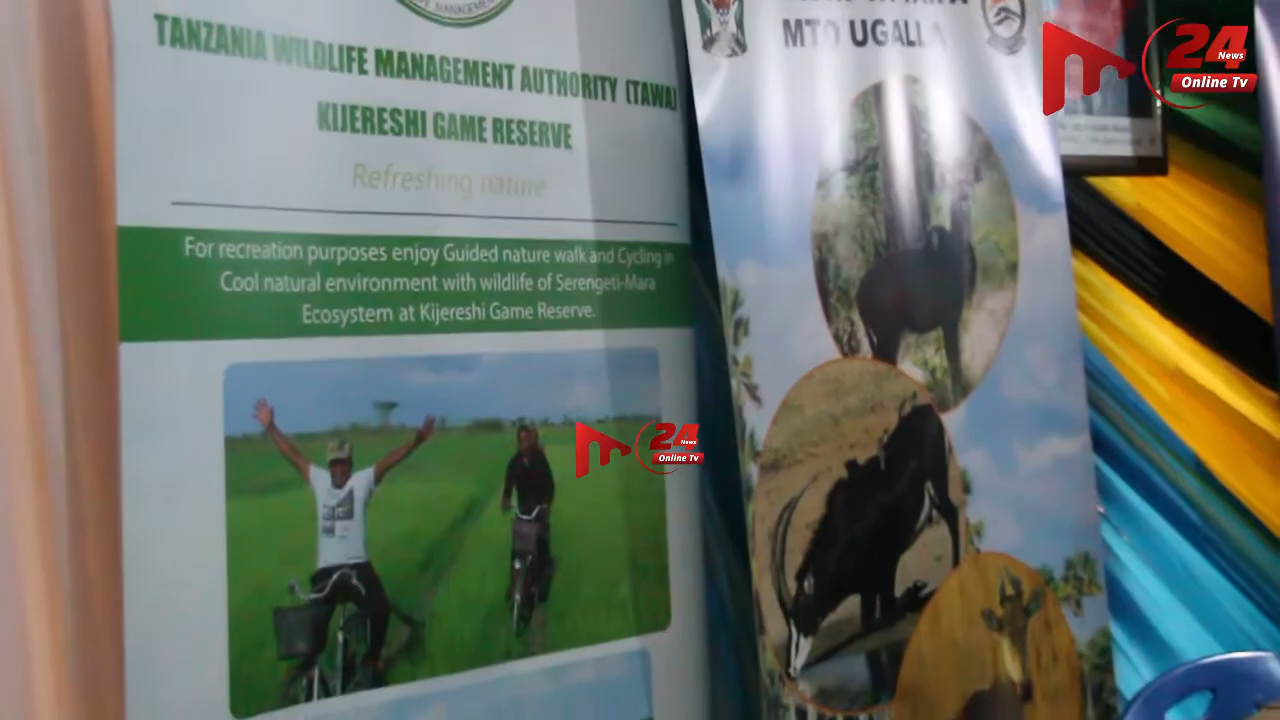 TANZANIA WILDLIFE MANAGEMENT AUTHORITY (TAWA)
KIJERESHI GAME RESERVE
Refreshing nature
For recreation purposes enjoy Guided nature walk and Cycling in
Cool natural environment with wildlife of Serengeti-Mara
Ecosystem at Kijereshi Game Reserve.
MTO UGALLA
24
News
Online Tv
24
News
Online Tv